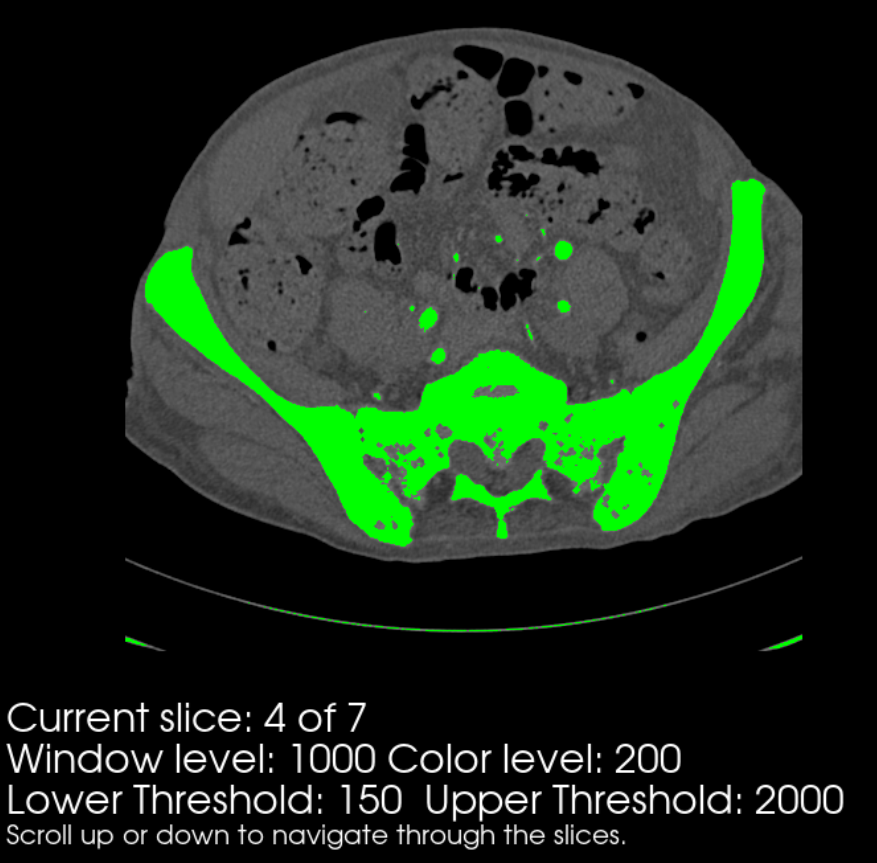 Current slice: 4 of 7
Window level: 1000 Color level: 200
Lower Threshold: 150 Upper Threshold: 2000
Scroll up or down to navigate through the slices.